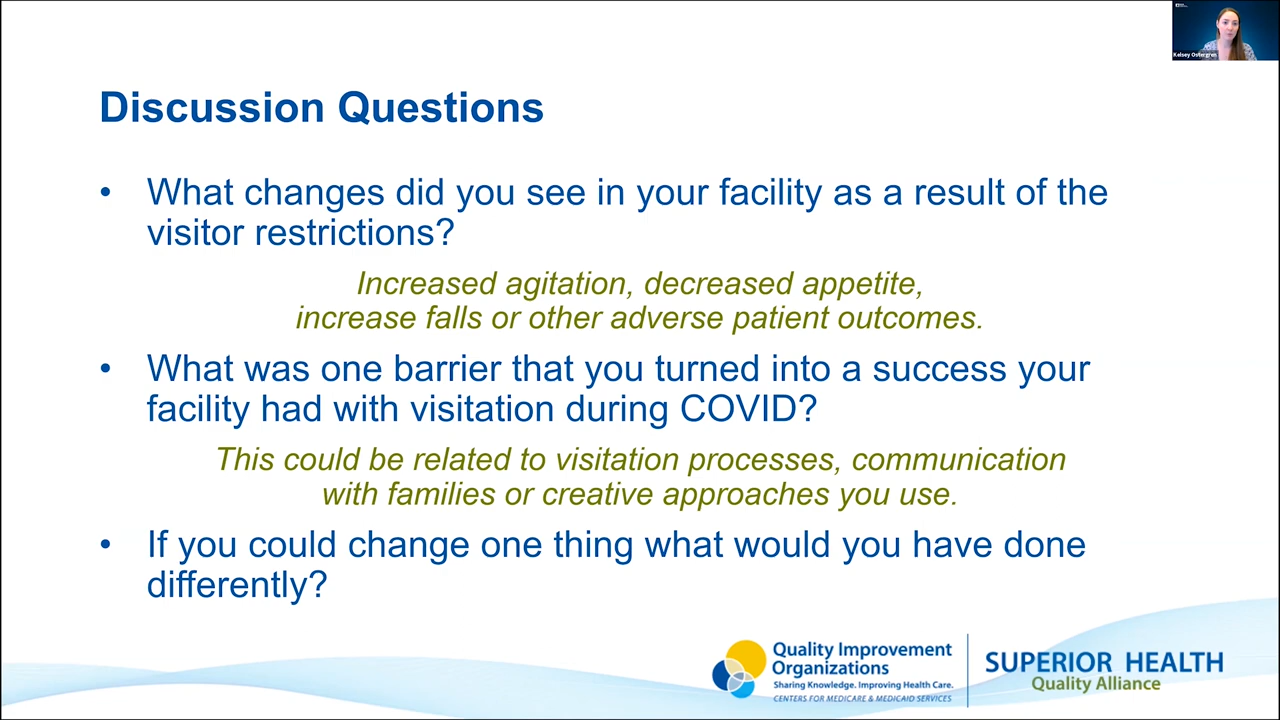 Kelsey Ostergren
Discussion Questions
• What changes did you see in your facility as a result of the
visitor restrictions?
Increased agitation, decreased appetite,
increase falls or other adverse patient outcomes.
• What was one barrier that you turned into a success your
facility had with visitation during COVID?
This could be related to visitation processes, communication
with families or creative approaches you use.
• If you could change one thing what would you have done
differently?
Quality Improvement
Organizations
Sharing Knowledge. Improving Health Care.
CENTERS FOR MEDICARE & MEDICAID SERVICES
SUPERIOR HEALTH
Quality Alliance